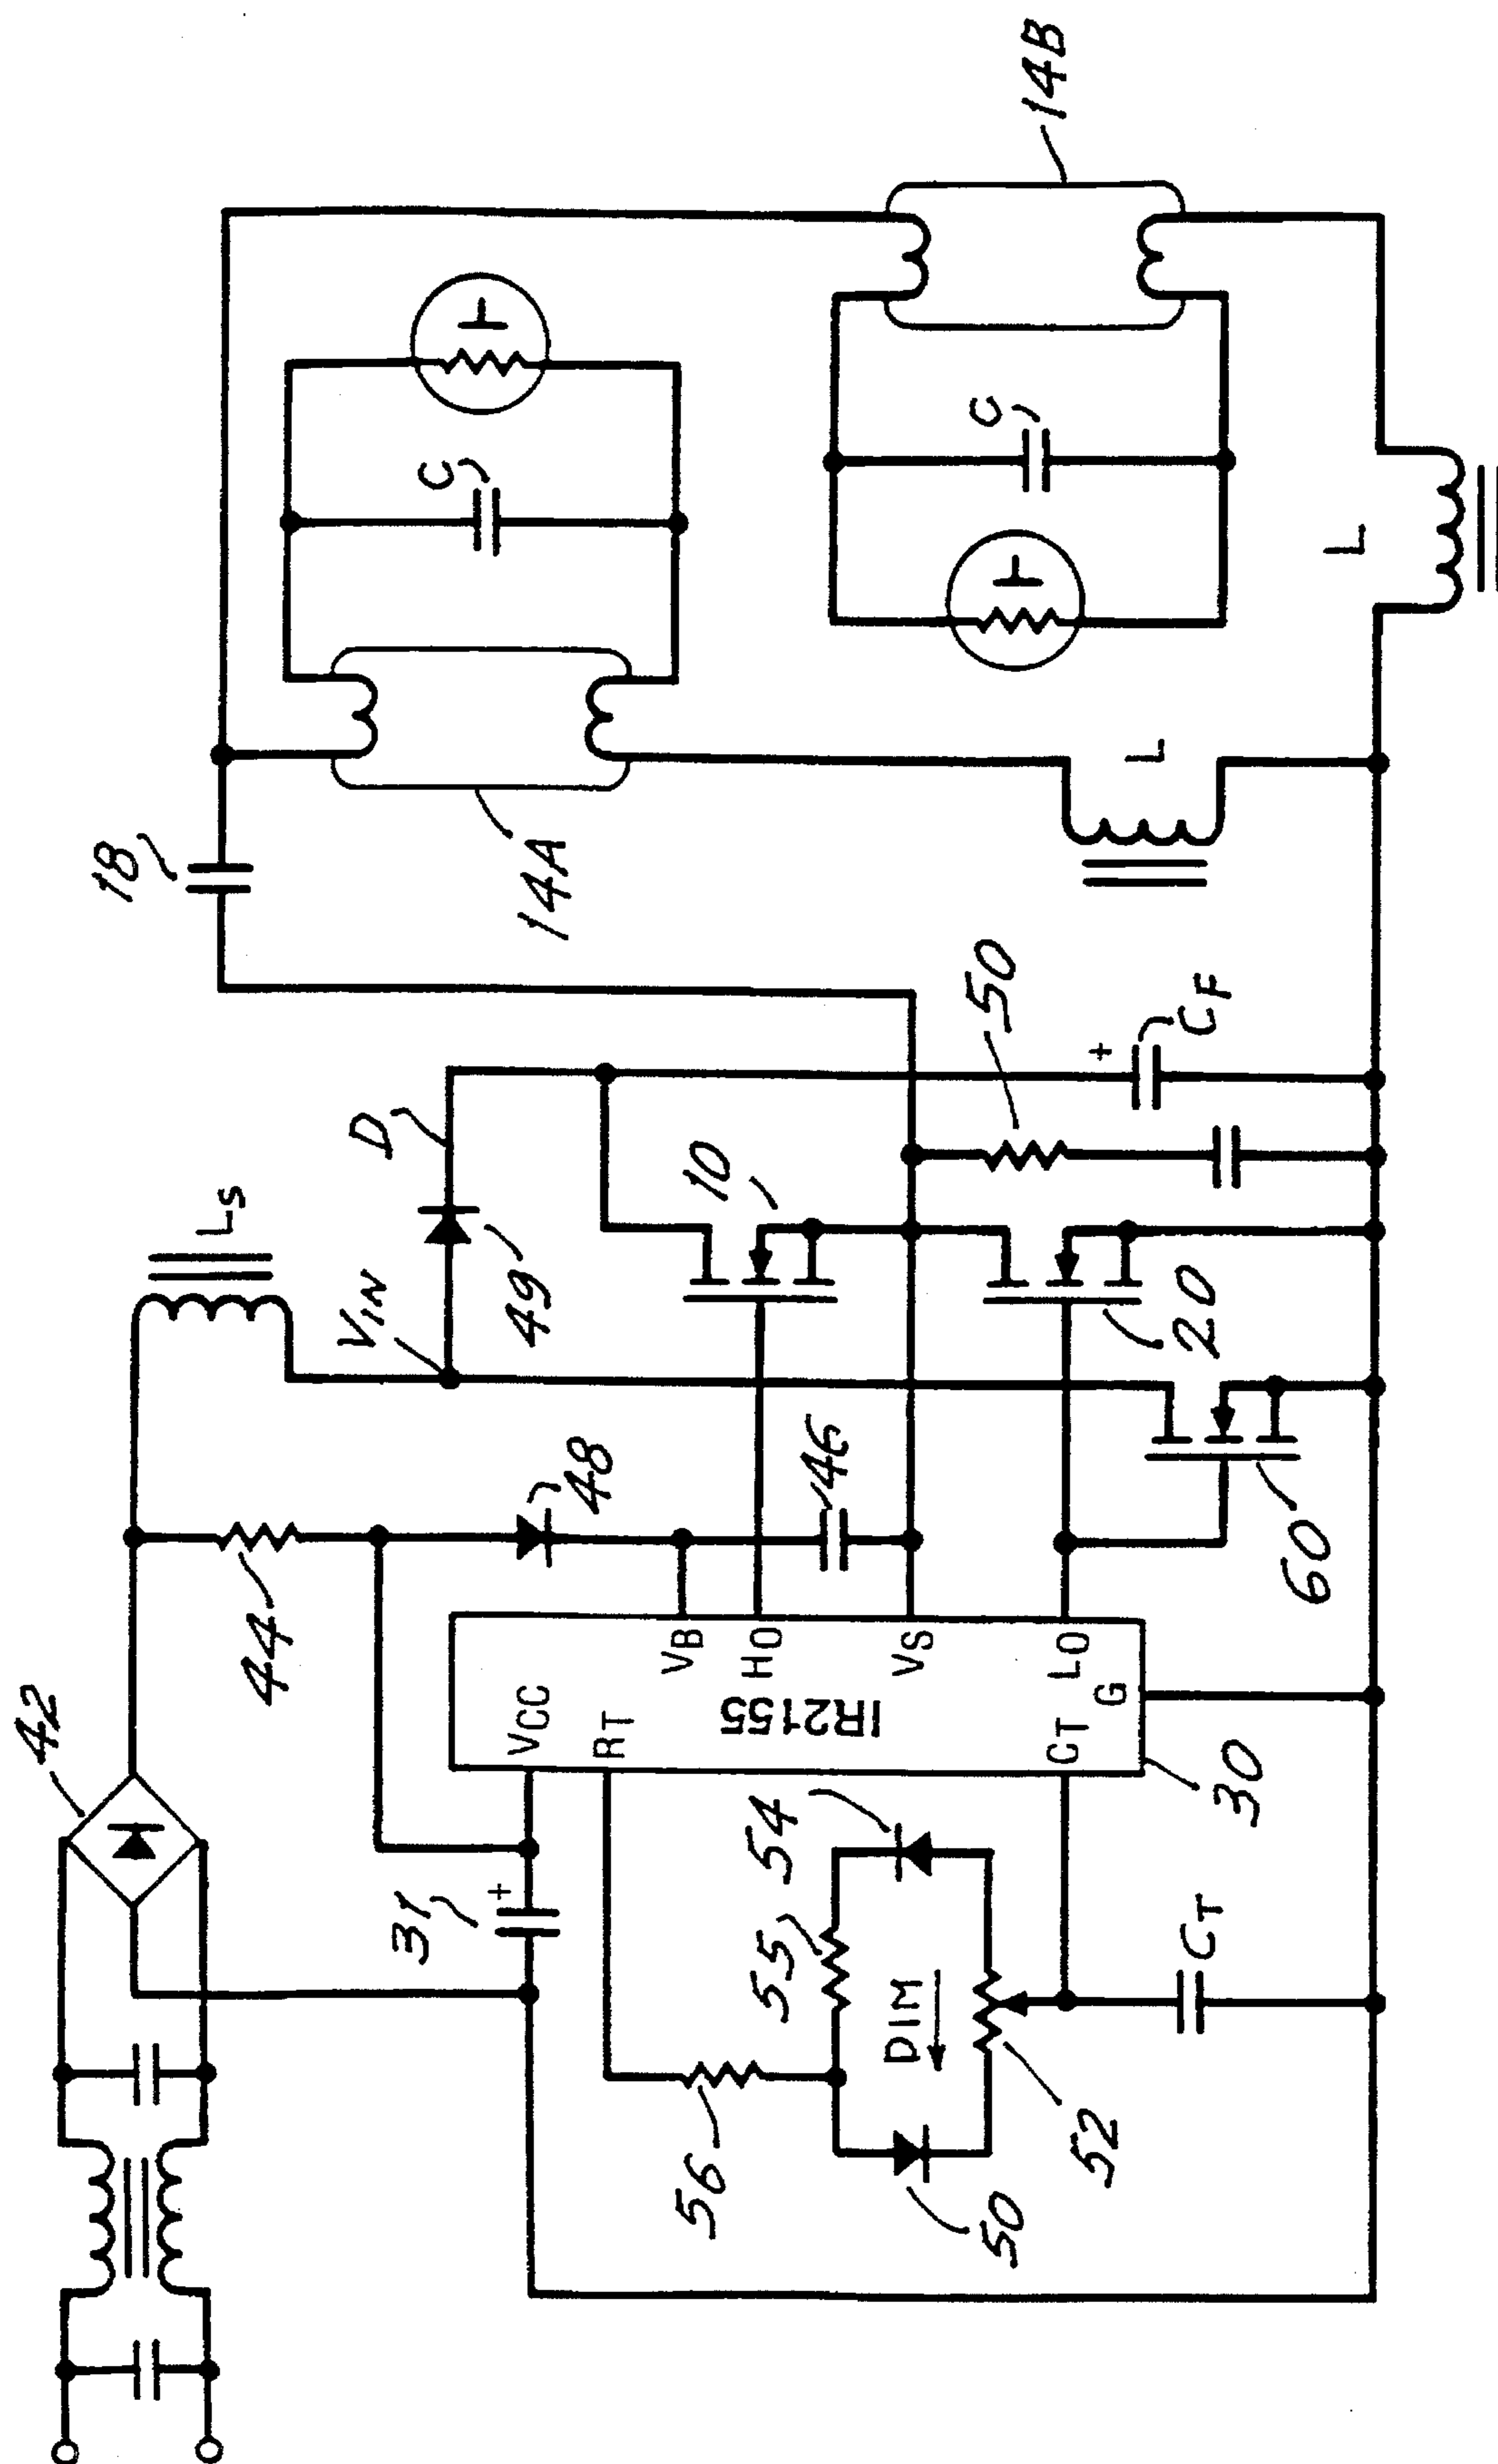 42
44
LS
VIN
D
49
18
14A
14B
C
T
C
T
L
L
31
+
48
46
10
20
60
50
+
CF
VCC
RT
VB
HO
IR2155
VS
LO
CT
G
30
56
55
54
DIM
50
52
CT